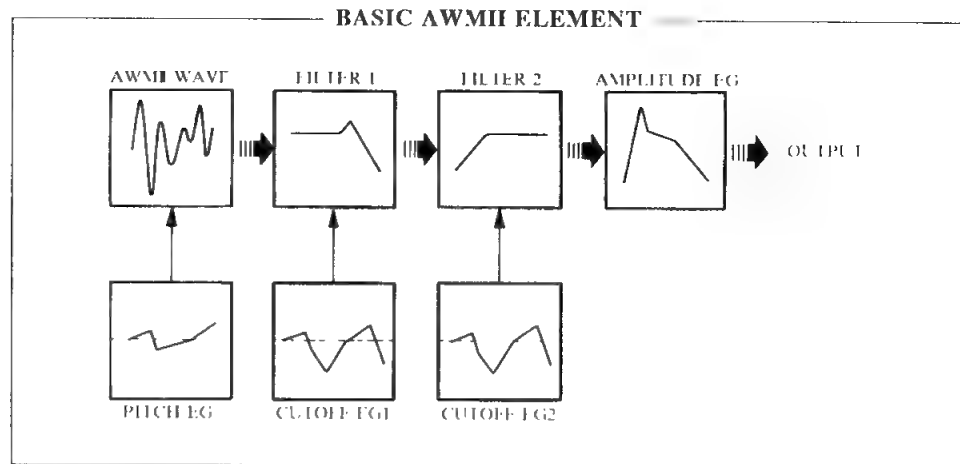 BASIC AWMII ELEMENT
AWMII WAVE
FILTER 1
FILTER 2
AMPLITUDE EG
OUTPUT
PITCH EG
CUTOFF EG1
CUTOFF EG2